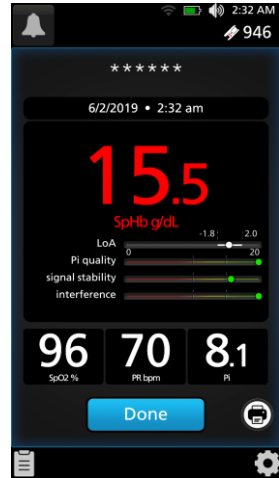 2:32 AM
946
******
6/2/2019 • 2:32 am
15.5
SpHb g/dL
-1.8 2.0
LoA
0 20
Pi quality
signal stability
interference
96 70 8.1
SpO2 % PR bpm Pi
Done